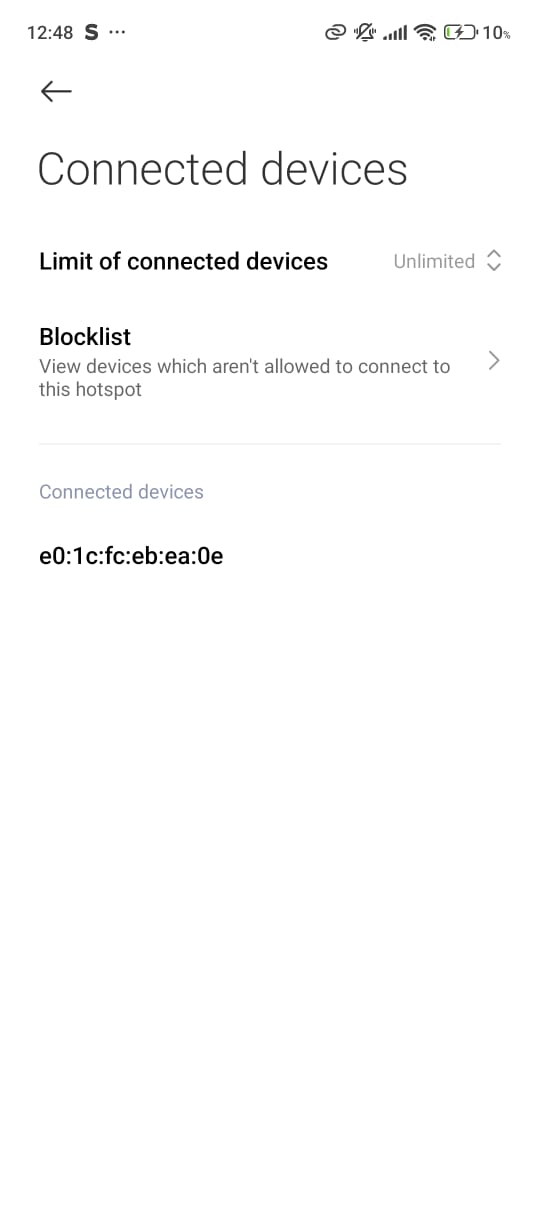 12:48 S ... 10%
Connected devices
Limit of connected devices Unlimited
Blocklist
View devices which aren't allowed to connect to
this hotspot
Connected devices
e0:1c:fc:eb:ea:0e